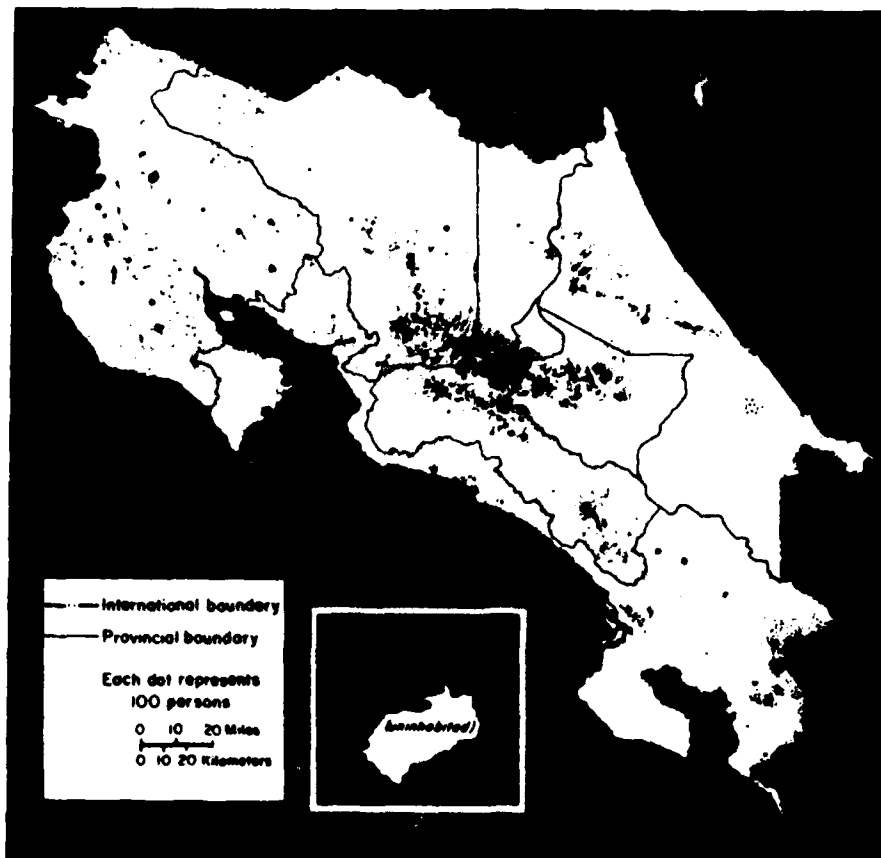 International boundary
Provincial boundary
Each dot represents
100 persons
0 10 20 Miles
0 10 20 Kilometers
(uninhabited)